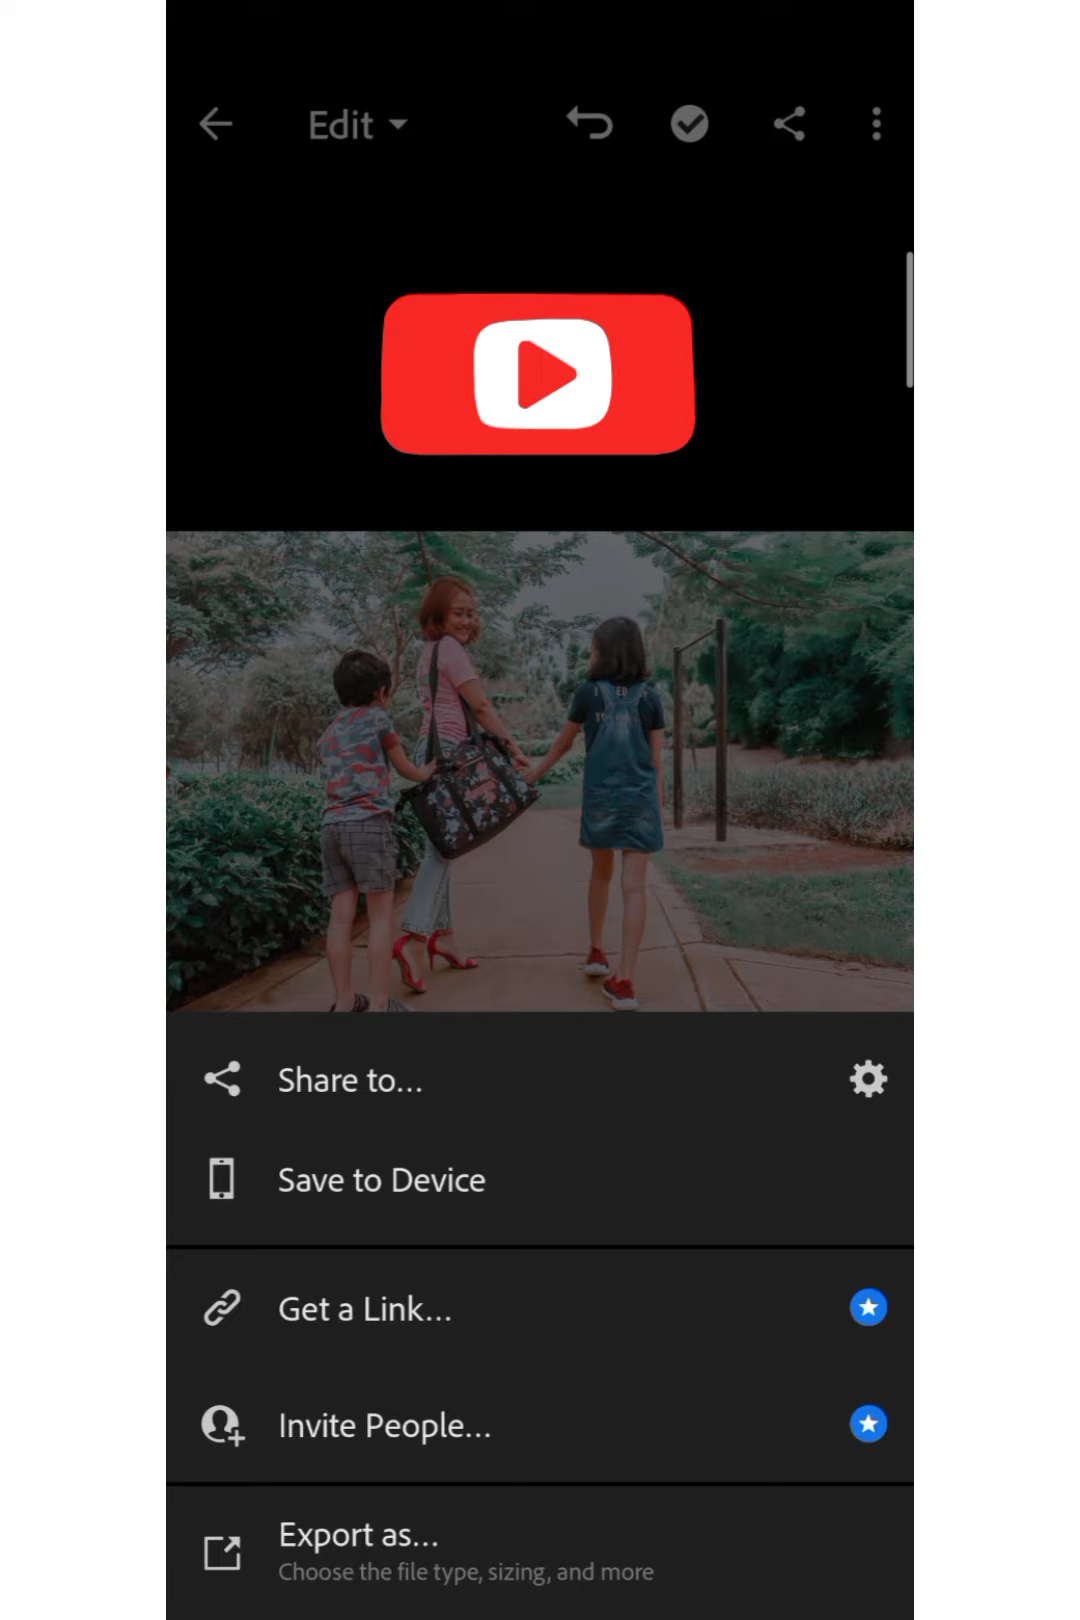 Edit
Share to...
Save to Device
Get a Link...
Invite People...
Export as...
Choose the file type, sizing, and more